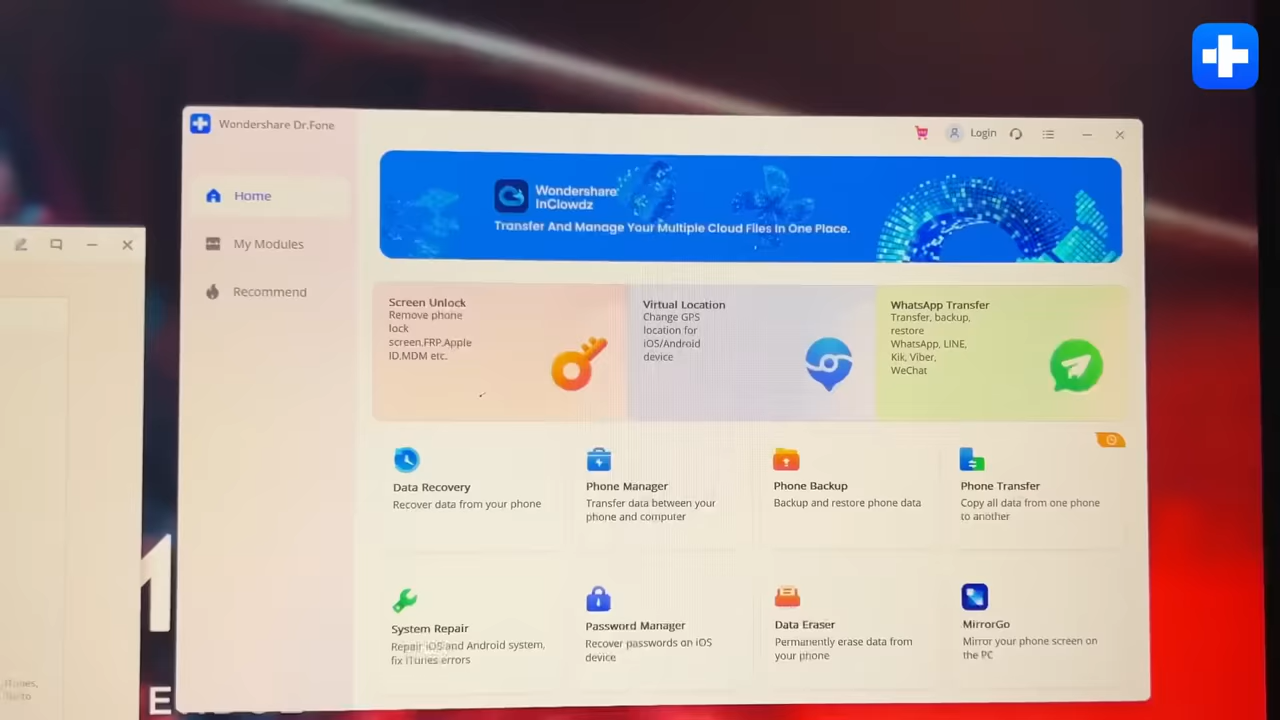 Wondershare Dr.Fone
Login
Home
My Modules
Recommend
Wondershare
InClowdz
Transfer And Manage Your Multiple Cloud Files In One Place.
Screen Unlock
Remove phone
lock
screen,FRP,Apple
ID,MDM etc.
Virtual Location
Change GPS
location for
iOS/Android
device
WhatsApp Transfer
Transfer, backup,
restore
WhatsApp, LINE,
Kik, Viber,
WeChat
Data Recovery
Recover data from your phone
Phone Manager
Transfer data between your
phone and computer
Phone Backup
Backup and restore phone data
Phone Transfer
Copy all data from one phone
to another
System Repair
Repair iOS and Android system,
fix iTunes errors
Password Manager
Recover passwords on iOS
device
Data Eraser
Permanently erase data from
your phone
MirrorGo
Mirror your phone screen on
the PC
iTunes,
to